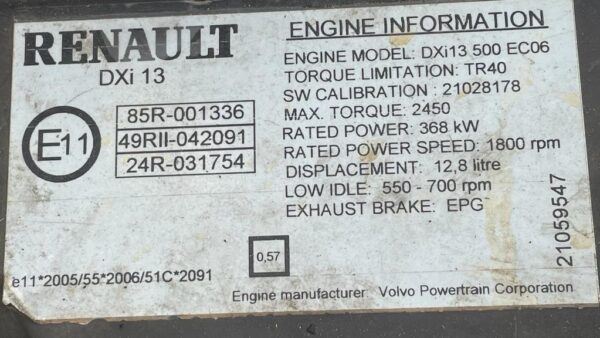 RENAULT
DXi 13
E11
85R-001336
49RII-042091
24R-031754
ENGINE INFORMATION
ENGINE MODEL: DXi13 500 EC06
TORQUE LIMITATION: TR40
SW CALIBRATION : 21028178
MAX. TORQUE: 2450
RATED POWER: 368 kW
RATED POWER SPEED: 1800 rpm
DISPLACEMENT: 12,8 litre
LOW IDLE: 550 - 700 rpm
EXHAUST BRAKE: EPG
21059547
0,57
e11*2005/55*2006/51C*2091
Engine manufacturer: Volvo Powertrain Corporation